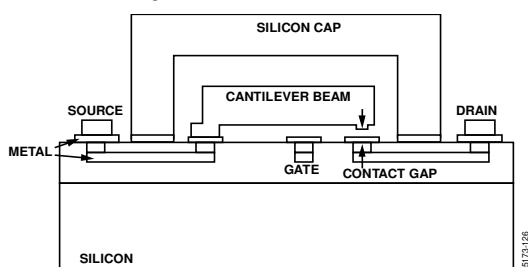 SILICON CAP
CANTILEVER BEAM
SOURCE
DRAIN
METAL
GATE
CONTACT GAP
SILICON
5173-126